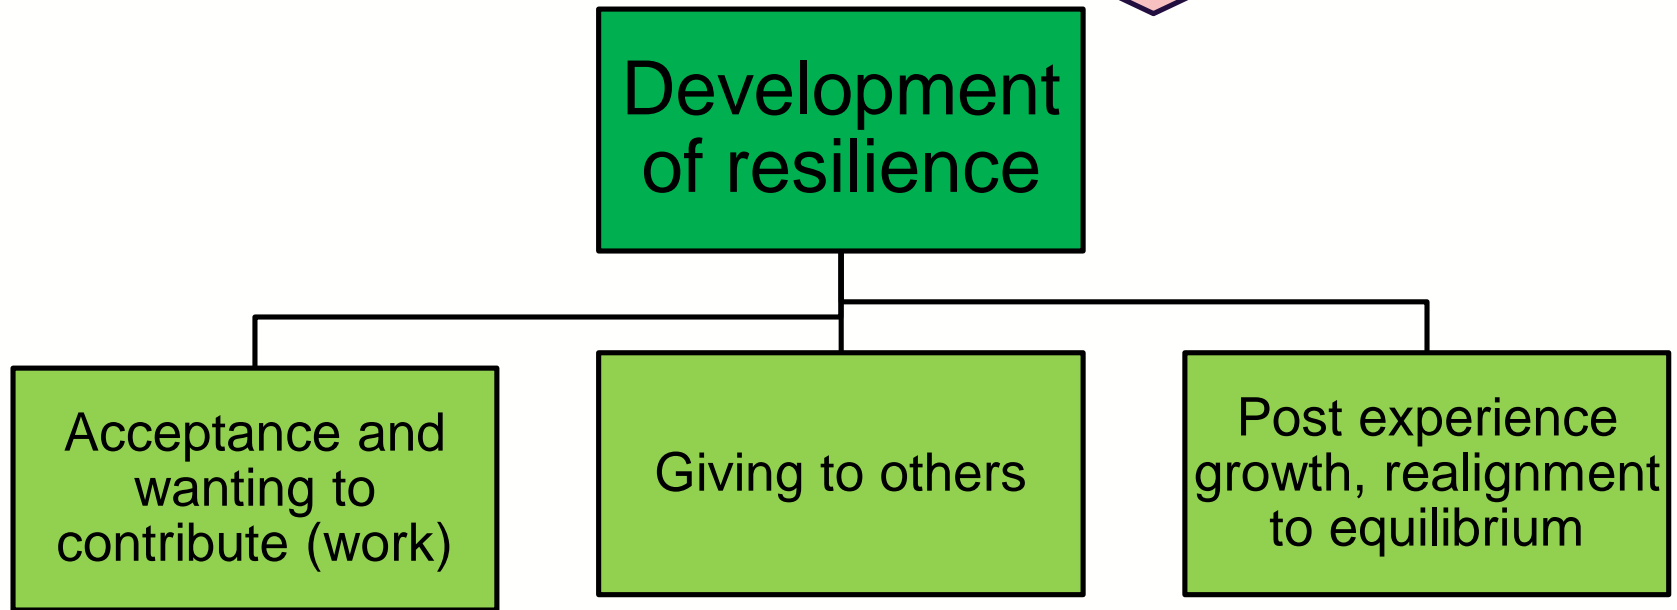 Development
of resilience
Acceptance and
wanting to
contribute (work)
Giving to others
Post experience
growth, realignment
to equilibrium